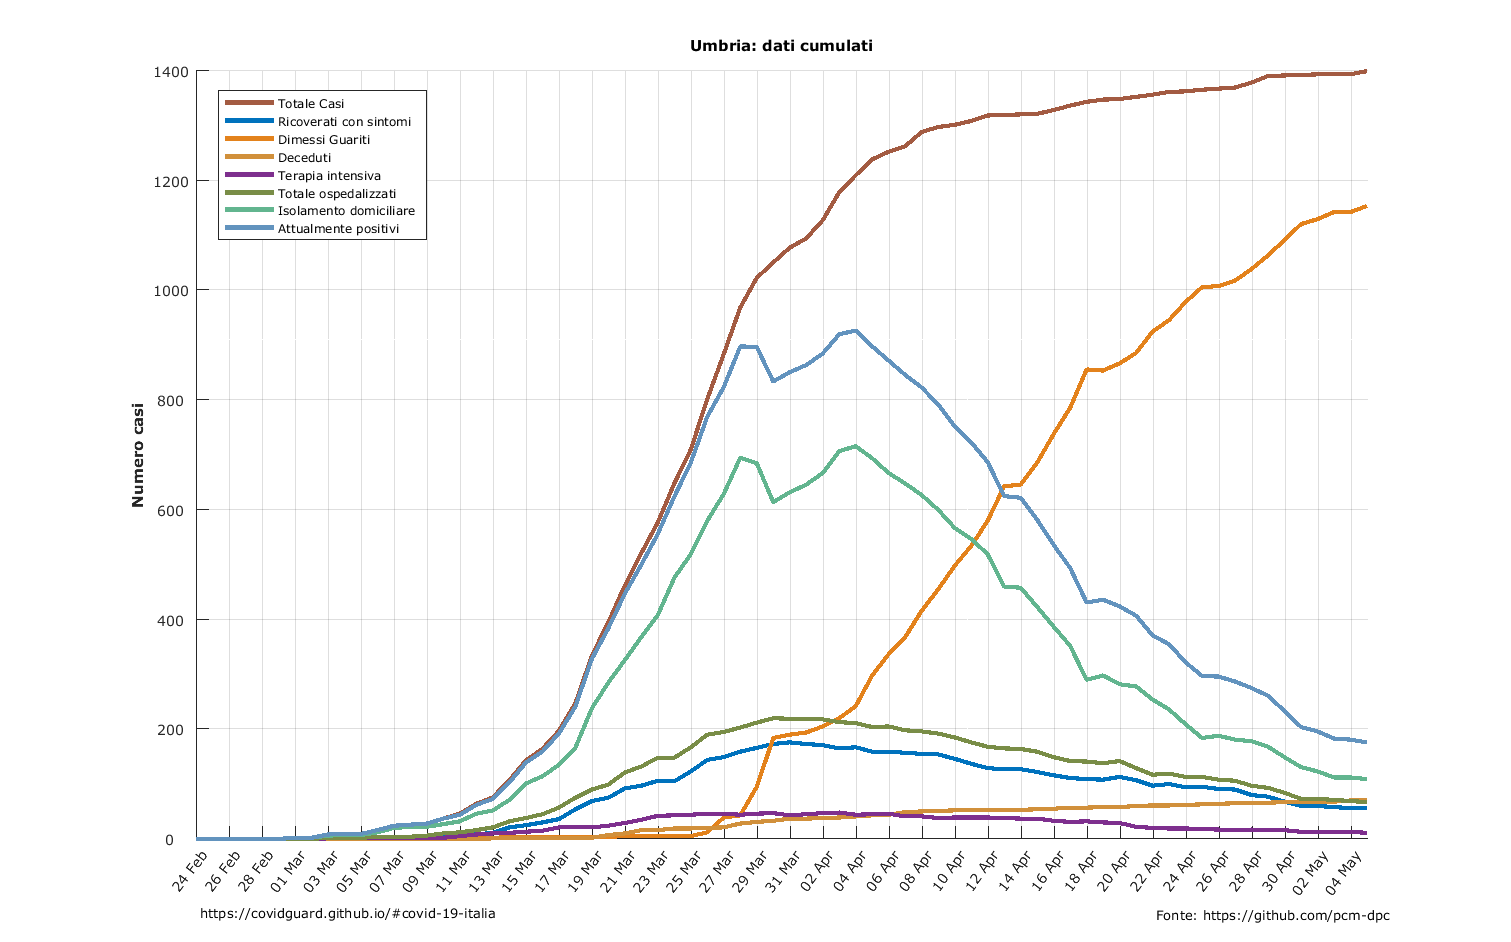 Umbria: dati cumulati
1400
1200
1000
800
600
400
200
0
Numero casi
Totale Casi
Ricoverati con sintomi
Dimessi Guariti
Deceduti
Terapia intensiva
Totale ospedalizzati
Isolamento domiciliare
Attualmente positivi
24 Feb
26 Feb
28 Feb
01 Mar
03 Mar
05 Mar
07 Mar
09 Mar
11 Mar
13 Mar
15 Mar
17 Mar
19 Mar
21 Mar
23 Mar
25 Mar
27 Mar
29 Mar
31 Mar
02 Apr
04 Apr
06 Apr
08 Apr
10 Apr
12 Apr
14 Apr
16 Apr
18 Apr
20 Apr
22 Apr
24 Apr
26 Apr
28 Apr
30 Apr
02 May
04 May
https://covidguard.github.io/#covid-19-italia
Fonte: https://github.com/pcm-dpc